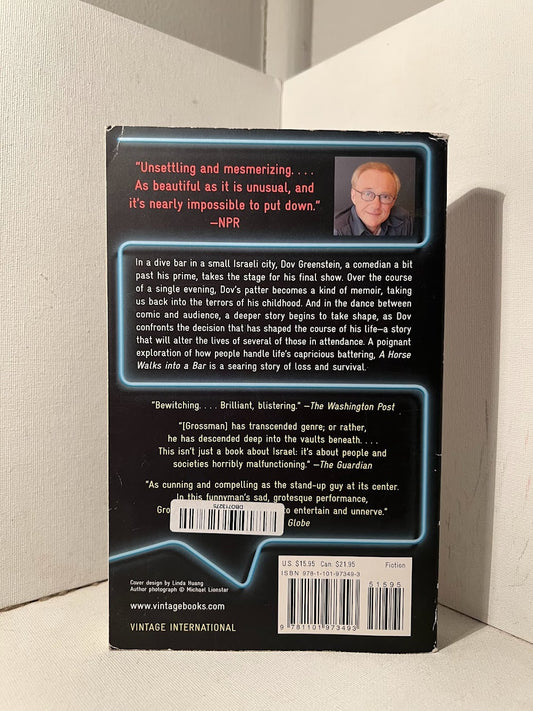 "Unsettling and mesmerizing. . . .
As beautiful as it is unusual, and
it's nearly impossible to put down."
—NPR
In a dive bar in a small Israeli city, Dov Greenstein, a comedian a bit
past his prime, takes the stage for his final show. Over the course
of a single evening, Dov's patter becomes a kind of memoir, taking
us back into the terrors of his childhood. And in the dance between
comic and audience, a deeper story begins to take shape, as Dov
confronts the decision that has shaped the course of his life—a story
that will alter the lives of several of those in attendance. A poignant
exploration of how people handle life's capricious battering, A Horse
Walks into a Bar is a searing story of loss and survival.
"Bewitching. . . . Brilliant, blistering." —The Washington Post
"[Grossman] has transcended genre; or rather,
he has descended deep into the vaults beneath. . . .
This isn't just a book about Israel: it's about people and
societies horribly malfunctioning." —The Guardian
"As cunning and compelling as the stand-up guy at its center.
In this funnyman's sad, grotesque performance,
Gro to entertain and unnerve."
Globe
DBO7713275
U.S. $15.95 Can. $21.95 Fiction
ISBN 978-1-101-97349-3
51595
9 781101 973493
Cover design by Linda Huang
Author photograph © Michael Lionstar
www.vintagebooks.com
VINTAGE INTERNATIONAL